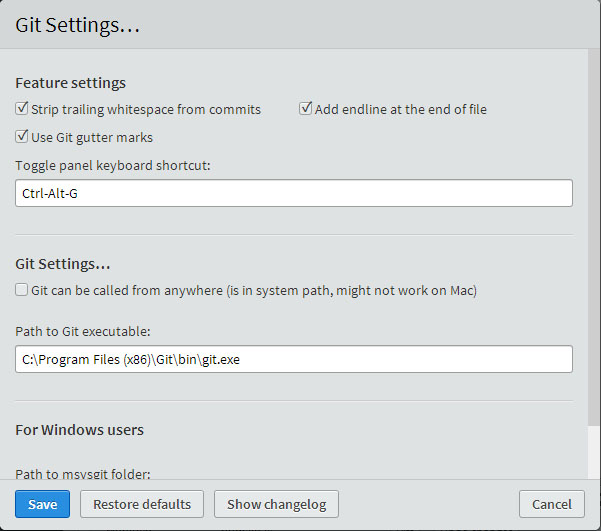 Git Settings…
Feature settings
Strip trailing whitespace from commits
Add endline at the end of file
Use Git gutter marks
Toggle panel keyboard shortcut:
Ctrl-Alt-G
Git Settings…
Git can be called from anywhere (is in system path, might not work on Mac)
Path to Git executable:
C:\Program Files (x86)\Git\bin\git.exe
For Windows users
Path to msysgit folder:
Save
Restore defaults
Show changelog
Cancel